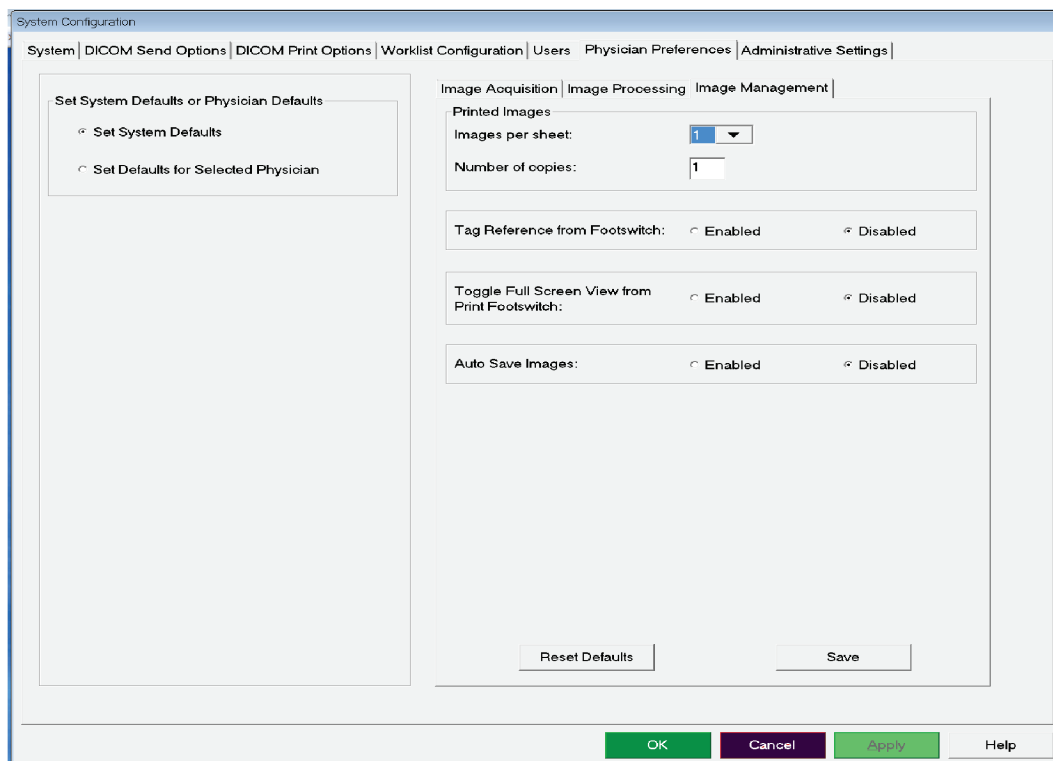 System Configuration
System DICOM Send Options DICOM Print Options Worklist Configuration Users Physician Preferences Administrative Settings
Set System Defaults or Physician Defaults
Set System Defaults
Set Defaults for Selected Physician
Image Acquisition Image Processing Image Management
Printed Images
Images per sheet: 1
Number of copies: 1
Tag Reference from Footswitch: Enabled Disabled
Toggle Full Screen View from
Print Footswitch: Enabled Disabled
Auto Save Images: Enabled Disabled
Reset Defaults Save
OK Cancel Apply Help